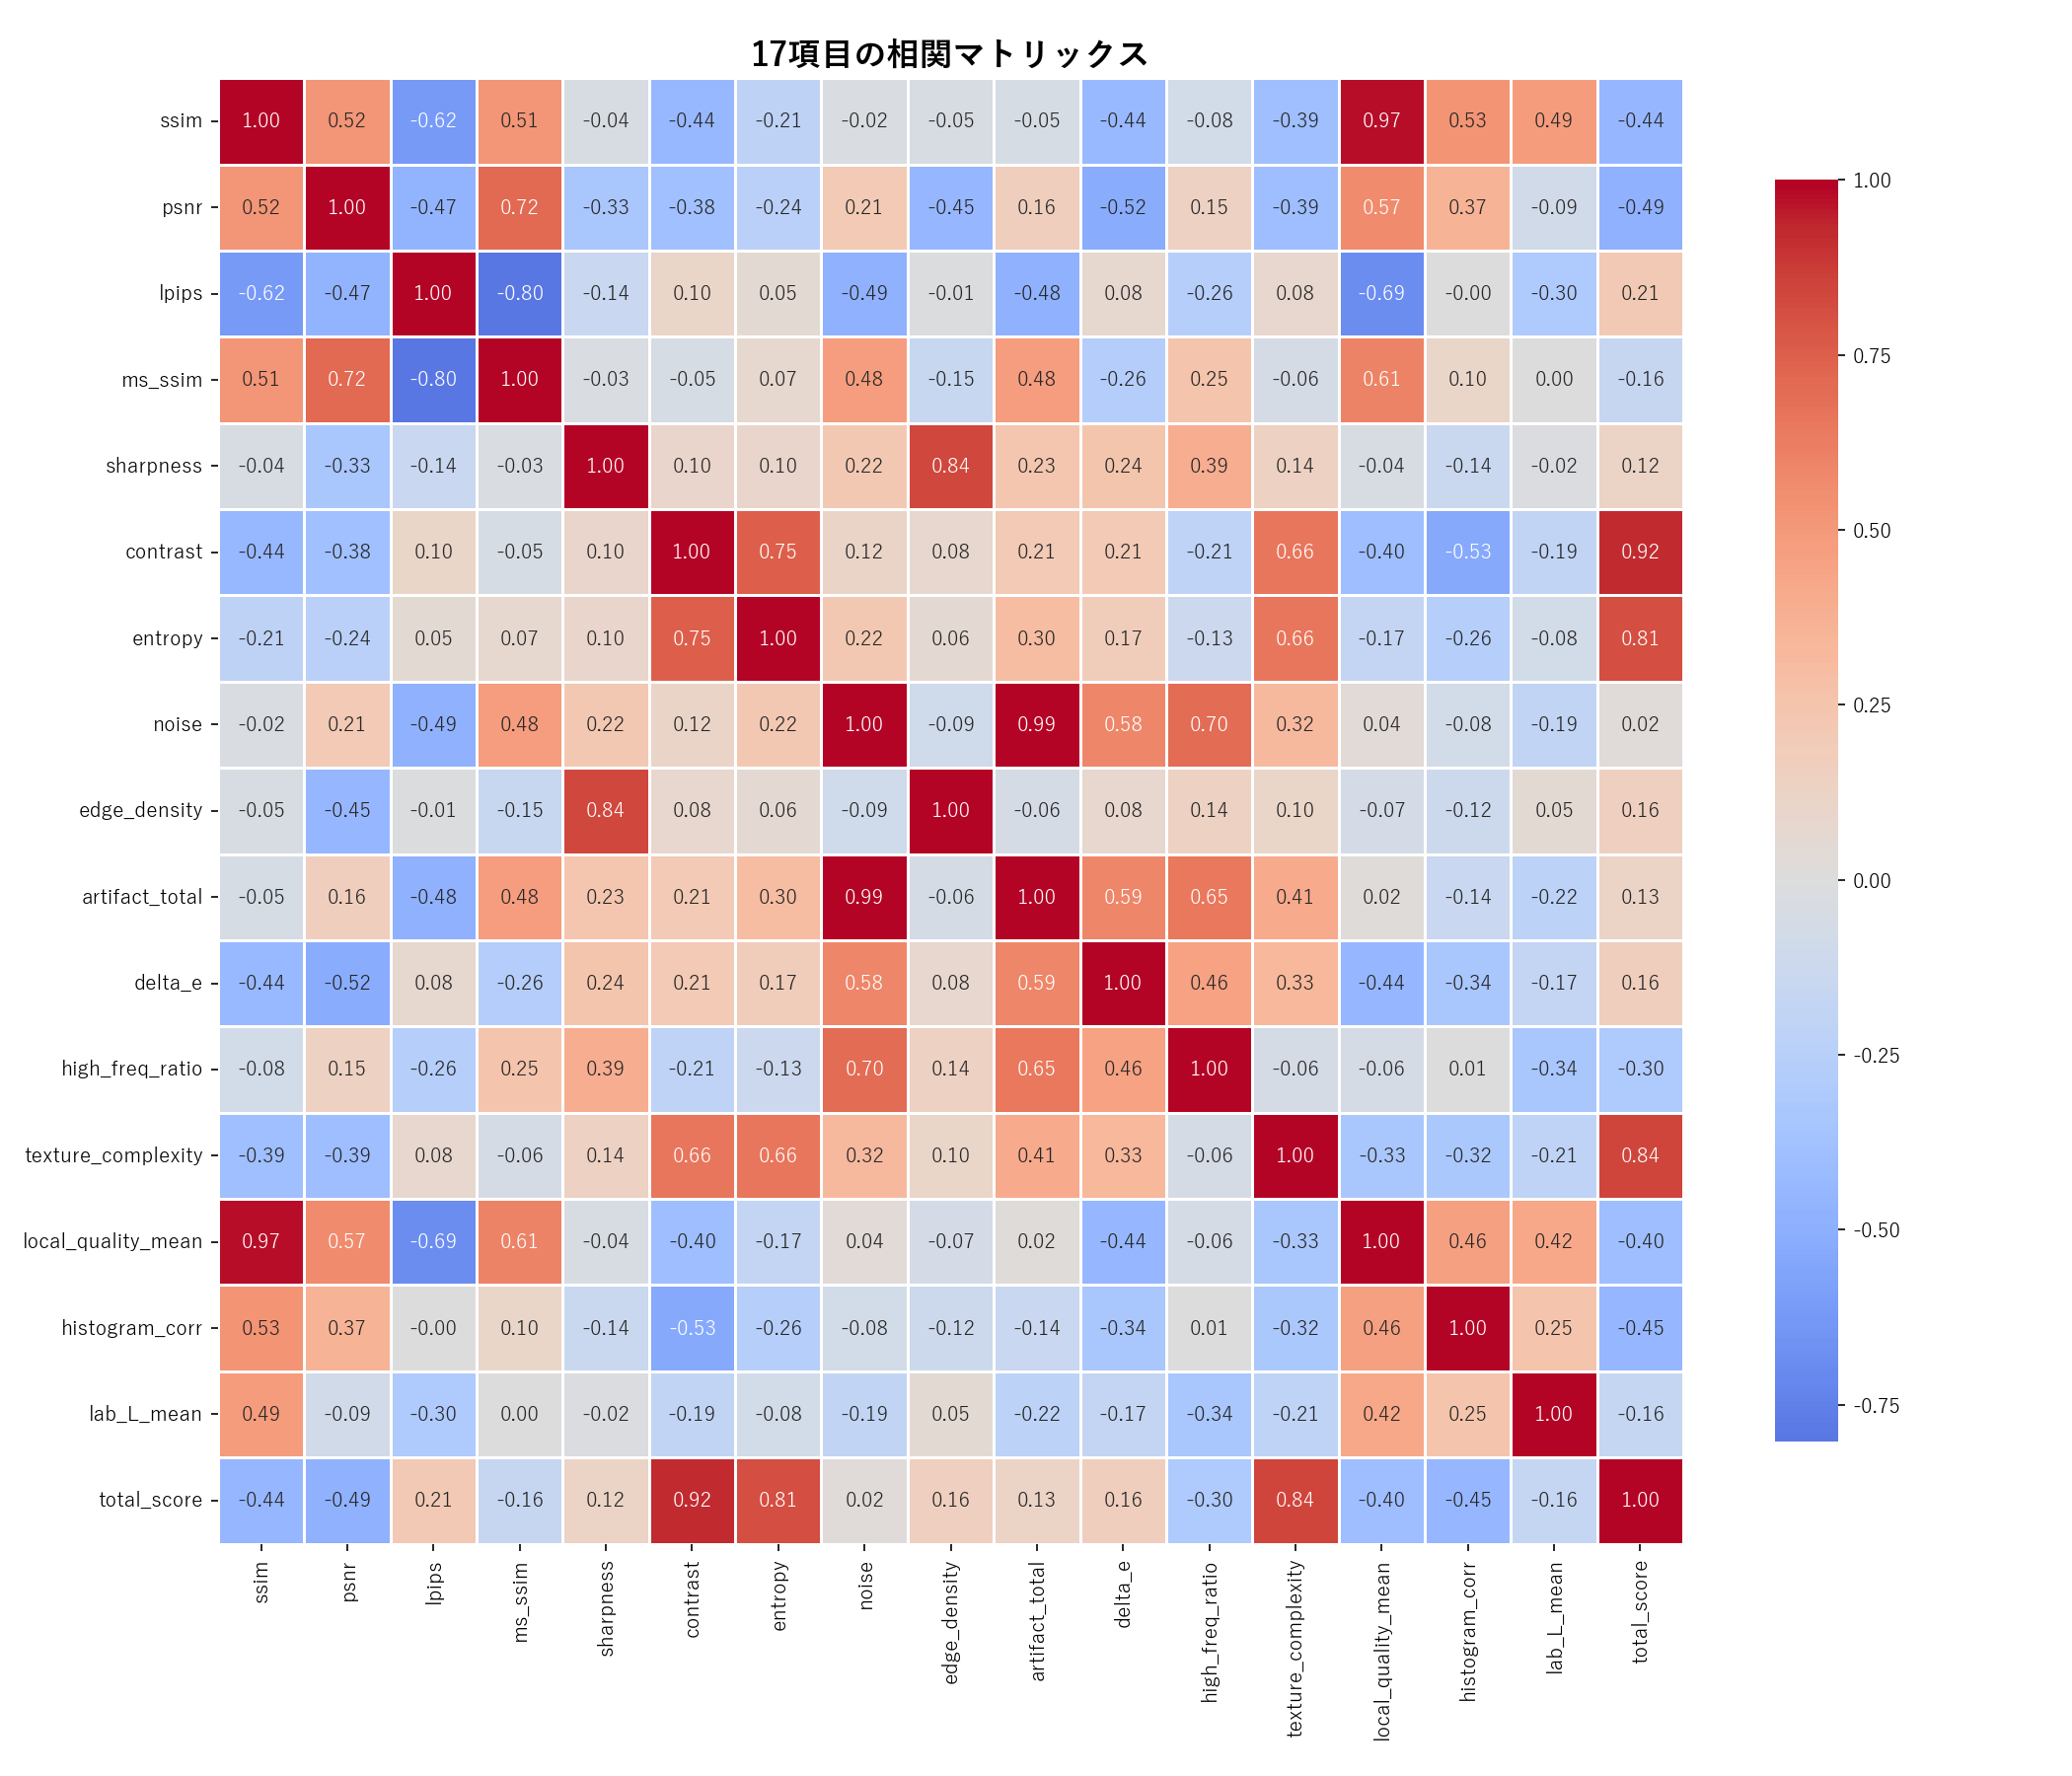 17項目の相関マトリックス
ssim 1.00 0.52 -0.62 0.51 -0.04 -0.44 -0.21 -0.02 -0.05 -0.05 -0.44 -0.08 -0.39 0.97 0.53 0.49 -0.44
psnr 0.52 1.00 -0.47 0.72 -0.33 -0.38 -0.24 0.21 -0.45 0.16 -0.52 0.15 -0.39 0.57 0.37 -0.09 -0.49
lpips -0.62 -0.47 1.00 -0.80 -0.14 0.10 0.05 -0.49 -0.01 -0.48 0.08 -0.26 0.08 -0.69 -0.00 -0.30 0.21
ms_ssim 0.51 0.72 -0.80 1.00 -0.03 -0.05 0.07 0.48 -0.15 0.48 -0.26 0.25 -0.06 0.61 0.10 0.00 -0.16
sharpness -0.04 -0.33 -0.14 -0.03 1.00 0.10 0.10 0.22 0.84 0.23 0.24 0.39 0.14 -0.04 -0.14 -0.02 0.12
contrast -0.44 -0.38 0.10 -0.05 0.10 1.00 0.75 0.12 0.08 0.21 0.21 -0.21 0.66 -0.40 -0.53 -0.19 0.92
entropy -0.21 -0.24 0.05 0.07 0.10 0.75 1.00 0.22 0.06 0.30 0.17 -0.13 0.66 -0.17 -0.26 -0.08 0.81
noise -0.02 0.21 -0.49 0.48 0.22 0.12 0.22 1.00 -0.09 0.99 0.58 0.70 0.32 0.04 -0.08 -0.19 0.02
edge_density -0.05 -0.45 -0.01 -0.15 0.84 0.08 0.06 -0.09 1.00 -0.06 0.08 0.14 0.10 -0.07 -0.12 0.05 0.16
artifact_total -0.05 0.16 -0.48 0.48 0.23 0.21 0.30 0.99 -0.06 1.00 0.59 0.65 0.41 0.02 -0.14 -0.22 0.13
delta_e -0.44 -0.52 0.08 -0.26 0.24 0.21 0.17 0.58 0.08 0.59 1.00 0.46 0.33 -0.44 -0.34 -0.17 0.16
high_freq_ratio -0.08 0.15 -0.26 0.25 0.39 -0.21 -0.13 0.70 0.14 0.65 0.46 1.00 -0.06 -0.06 0.01 -0.34 -0.30
texture_complexity -0.39 -0.39 0.08 -0.06 0.14 0.66 0.66 0.32 0.10 0.41 0.33 -0.06 1.00 -0.33 -0.32 -0.21 0.84
local_quality_mean 0.97 0.57 -0.69 0.61 -0.04 -0.40 -0.17 0.04 -0.07 0.02 -0.44 -0.06 -0.33 1.00 0.46 0.42 -0.40
histogram_corr 0.53 0.37 -0.00 0.10 -0.14 -0.53 -0.26 -0.08 -0.12 -0.14 -0.34 0.01 -0.32 0.46 1.00 0.25 -0.45
lab_L_mean 0.49 -0.09 -0.30 0.00 -0.02 -0.19 -0.08 -0.19 0.05 -0.22 -0.17 -0.34 -0.21 0.42 0.25 1.00 -0.16
total_score -0.44 -0.49 0.21 -0.16 0.12 0.92 0.81 0.02 0.16 0.13 0.16 -0.30 0.84 -0.40 -0.45 -0.16 1.00
ssim
psnr
lpips
ms_ssim
sharpness
contrast
entropy
noise
edge_density
artifact_total
delta_e
high_freq_ratio
texture_complexity
local_quality_mean
histogram_corr
lab_L_mean
total_score
1.00
0.75
0.50
0.25
0.00
-0.25
-0.50
-0.75